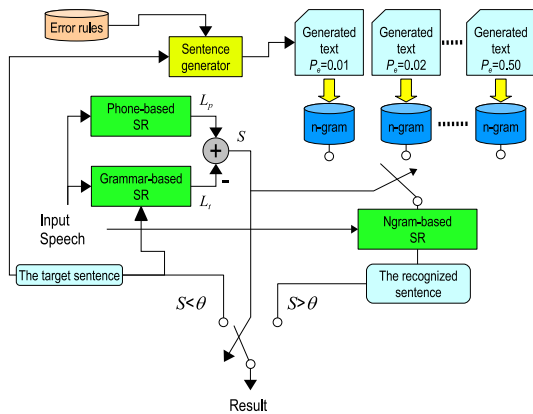 Error rules
Sentence
generator
Generated
text
Pe=0.01
Generated
text
Pe=0.02
Generated
text
Pe=0.50
n-gram
n-gram
n-gram
Phone-based
SR
Lp
S
+
-
Grammar-based
SR
Lt
Input
Speech
Ngram-based
SR
The target sentence
The recognized
sentence
S<θ
S>θ
Result